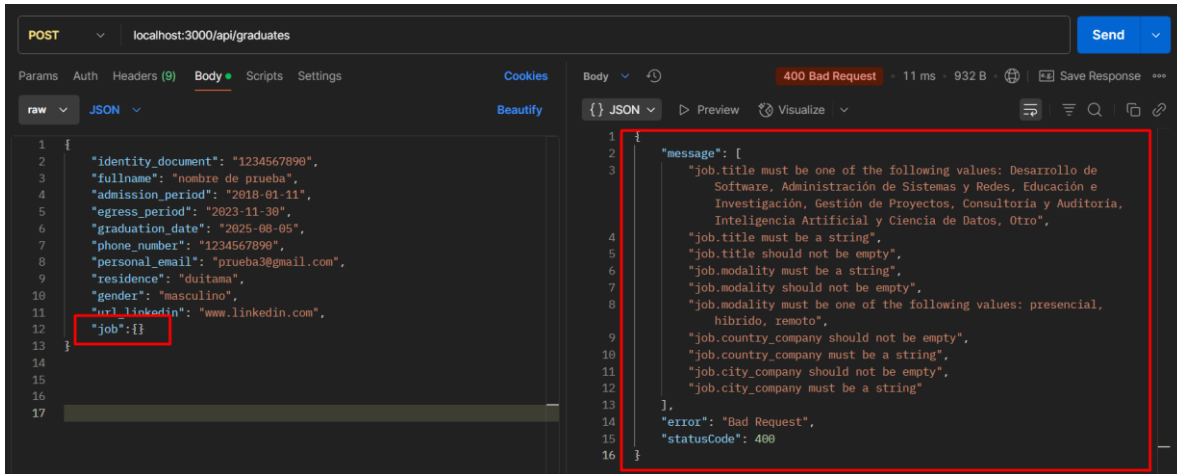 POST localhost:3000/api/graduates Send
Params Auth Headers (9) Body Scripts Settings Cookies
raw JSON Beautify
1 {
2 "identity_document": "1234567890",
3 "fullname": "nombre de prueba",
4 "admission_period": "2018-01-11",
5 "egress_period": "2023-11-30",
6 "graduation_date": "2025-08-05",
7 "phone_number": "1234567890",
8 "personal_email": "prueba3@gmail.com",
9 "residence": "duitama",
10 "gender": "masculino",
11 "url_linkedin": "www.linkedin.com",
12 "job":{}
13 }
14
15
16
17
Body 400 Bad Request 11 ms 932 B Save Response
{} JSON Preview Visualize
1 {
2 "message": [
3 "job.title must be one of the following values: Desarrollo de
Software, Administración de Sistemas y Redes, Educación e
Investigación, Gestión de Proyectos, Consultoría y Auditoría,
Inteligencia Artificial y Ciencia de Datos, Otro",
4 "job.title must be a string",
5 "job.title should not be empty",
6 "job.modality must be a string",
7 "job.modality should not be empty",
8 "job.modality must be one of the following values: presencial,
hibrido, remoto",
9 "job.country_company should not be empty",
10 "job.country_company must be a string",
11 "job.city_company should not be empty",
12 "job.city_company must be a string"
13 ],
14 "error": "Bad Request",
15 "statusCode": 400
16 }